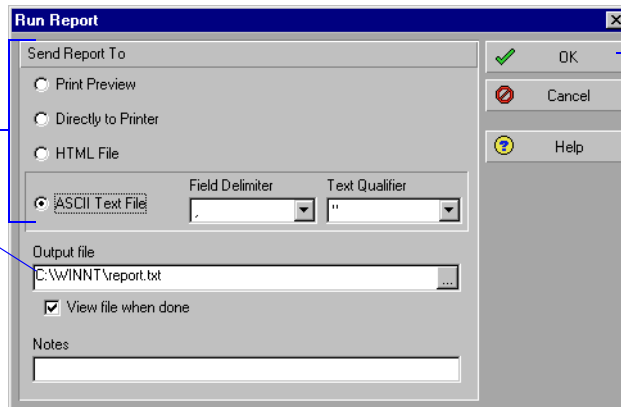 Run Report
Send Report To
OK
Print Preview
Cancel
Directly to Printer
HTML File
Help
Field Delimiter Text Qualifier
ASCII Text File , "
Output file
C:\WINNT\report.txt ...
View file when done
Notes